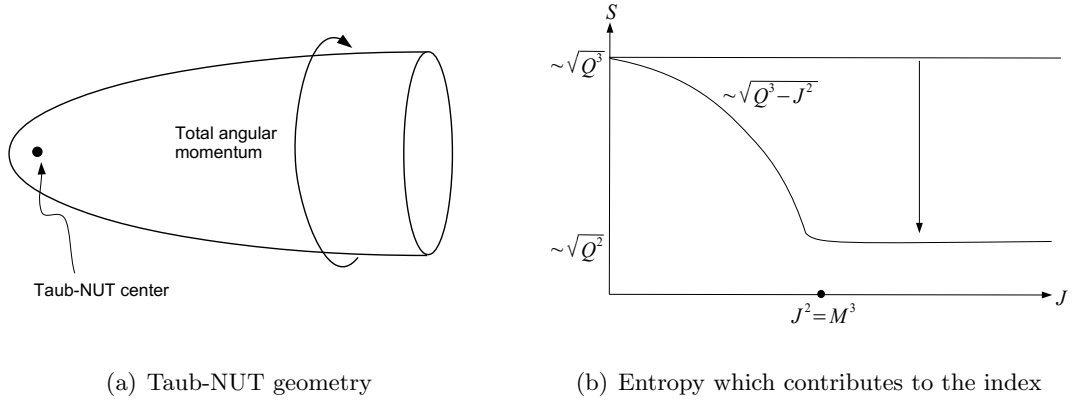 Total angular
momentum
Taub-NUT center
(a) Taub-NUT geometry
S
~√Q³
~√Q³−J²
~√Q²
J
J²=M³
(b) Entropy which contributes to the index